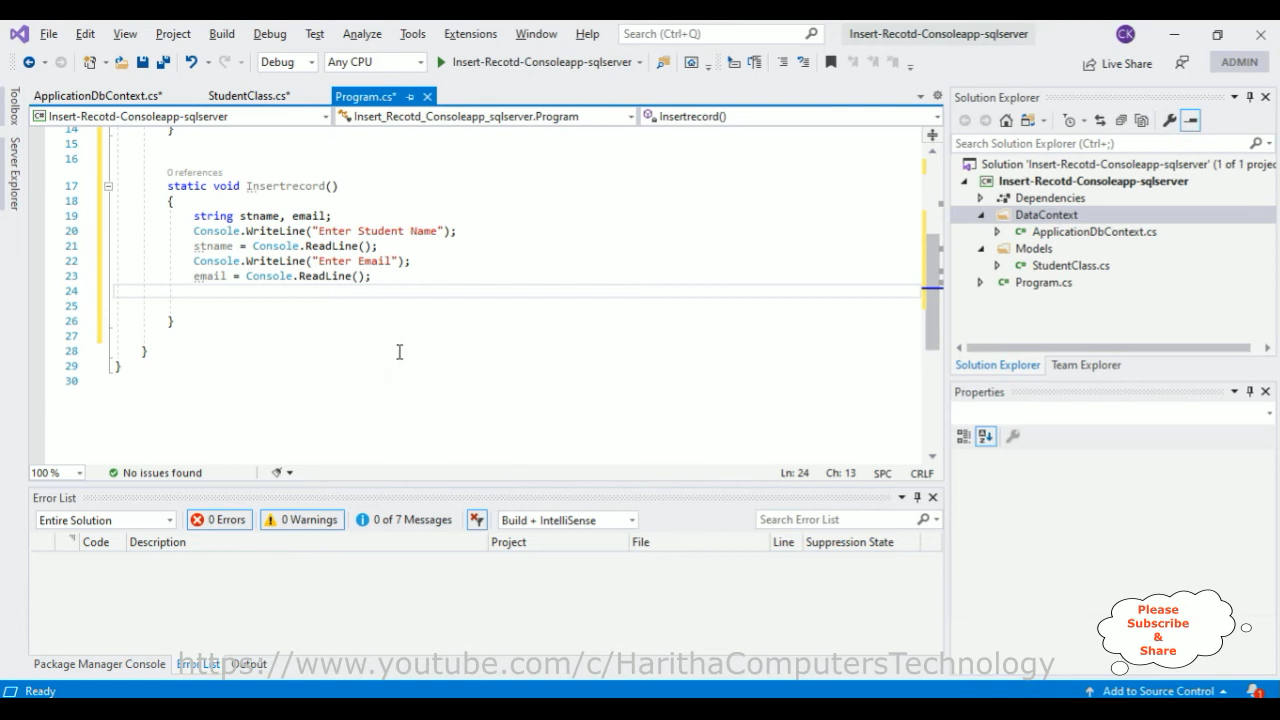 File Edit View Project Build Debug Test Analyze Tools Extensions Window Help Search (Ctrl+Q) Insert-Recotd-Consoleapp-sqlserver CK
Debug Any CPU Insert-Recotd-Consoleapp-sqlserver Live Share ADMIN
Toolbox
Server Explorer
ApplicationDbContext.cs* StudentClass.cs* Program.cs*
Insert-Recotd-Consoleapp-sqlserver Insert_Recotd_Consoleapp_sqlserver.Program Insertrecord()
14 }
15
16
0 references
17 static void Insertrecord()
18 {
19 string stname, email;
20 Console.WriteLine("Enter Student Name");
21 stname = Console.ReadLine();
22 Console.WriteLine("Enter Email");
23 email = Console.ReadLine();
24
25
26 }
27
28 }
29 }
30
100 % No issues found Ln: 24 Ch: 13 SPC CRLF
Error List
Entire Solution 0 Errors 0 Warnings 0 of 7 Messages Build + IntelliSense Search Error List
Code Description Project File Line Suppression State
Package Manager Console Error List Output
Solution Explorer
Search Solution Explorer (Ctrl+;)
Solution 'Insert-Recotd-Consoleapp-sqlserver' (1 of 1 projec
Insert-Recotd-Consoleapp-sqlserver
Dependencies
DataContext
ApplicationDbContext.cs
Models
StudentClass.cs
Program.cs
Solution Explorer Team Explorer
Properties
Please
Subscribe
&
Share
https://www.youtube.com/c/HarithaComputersTechnology
Ready Add to Source Control 1